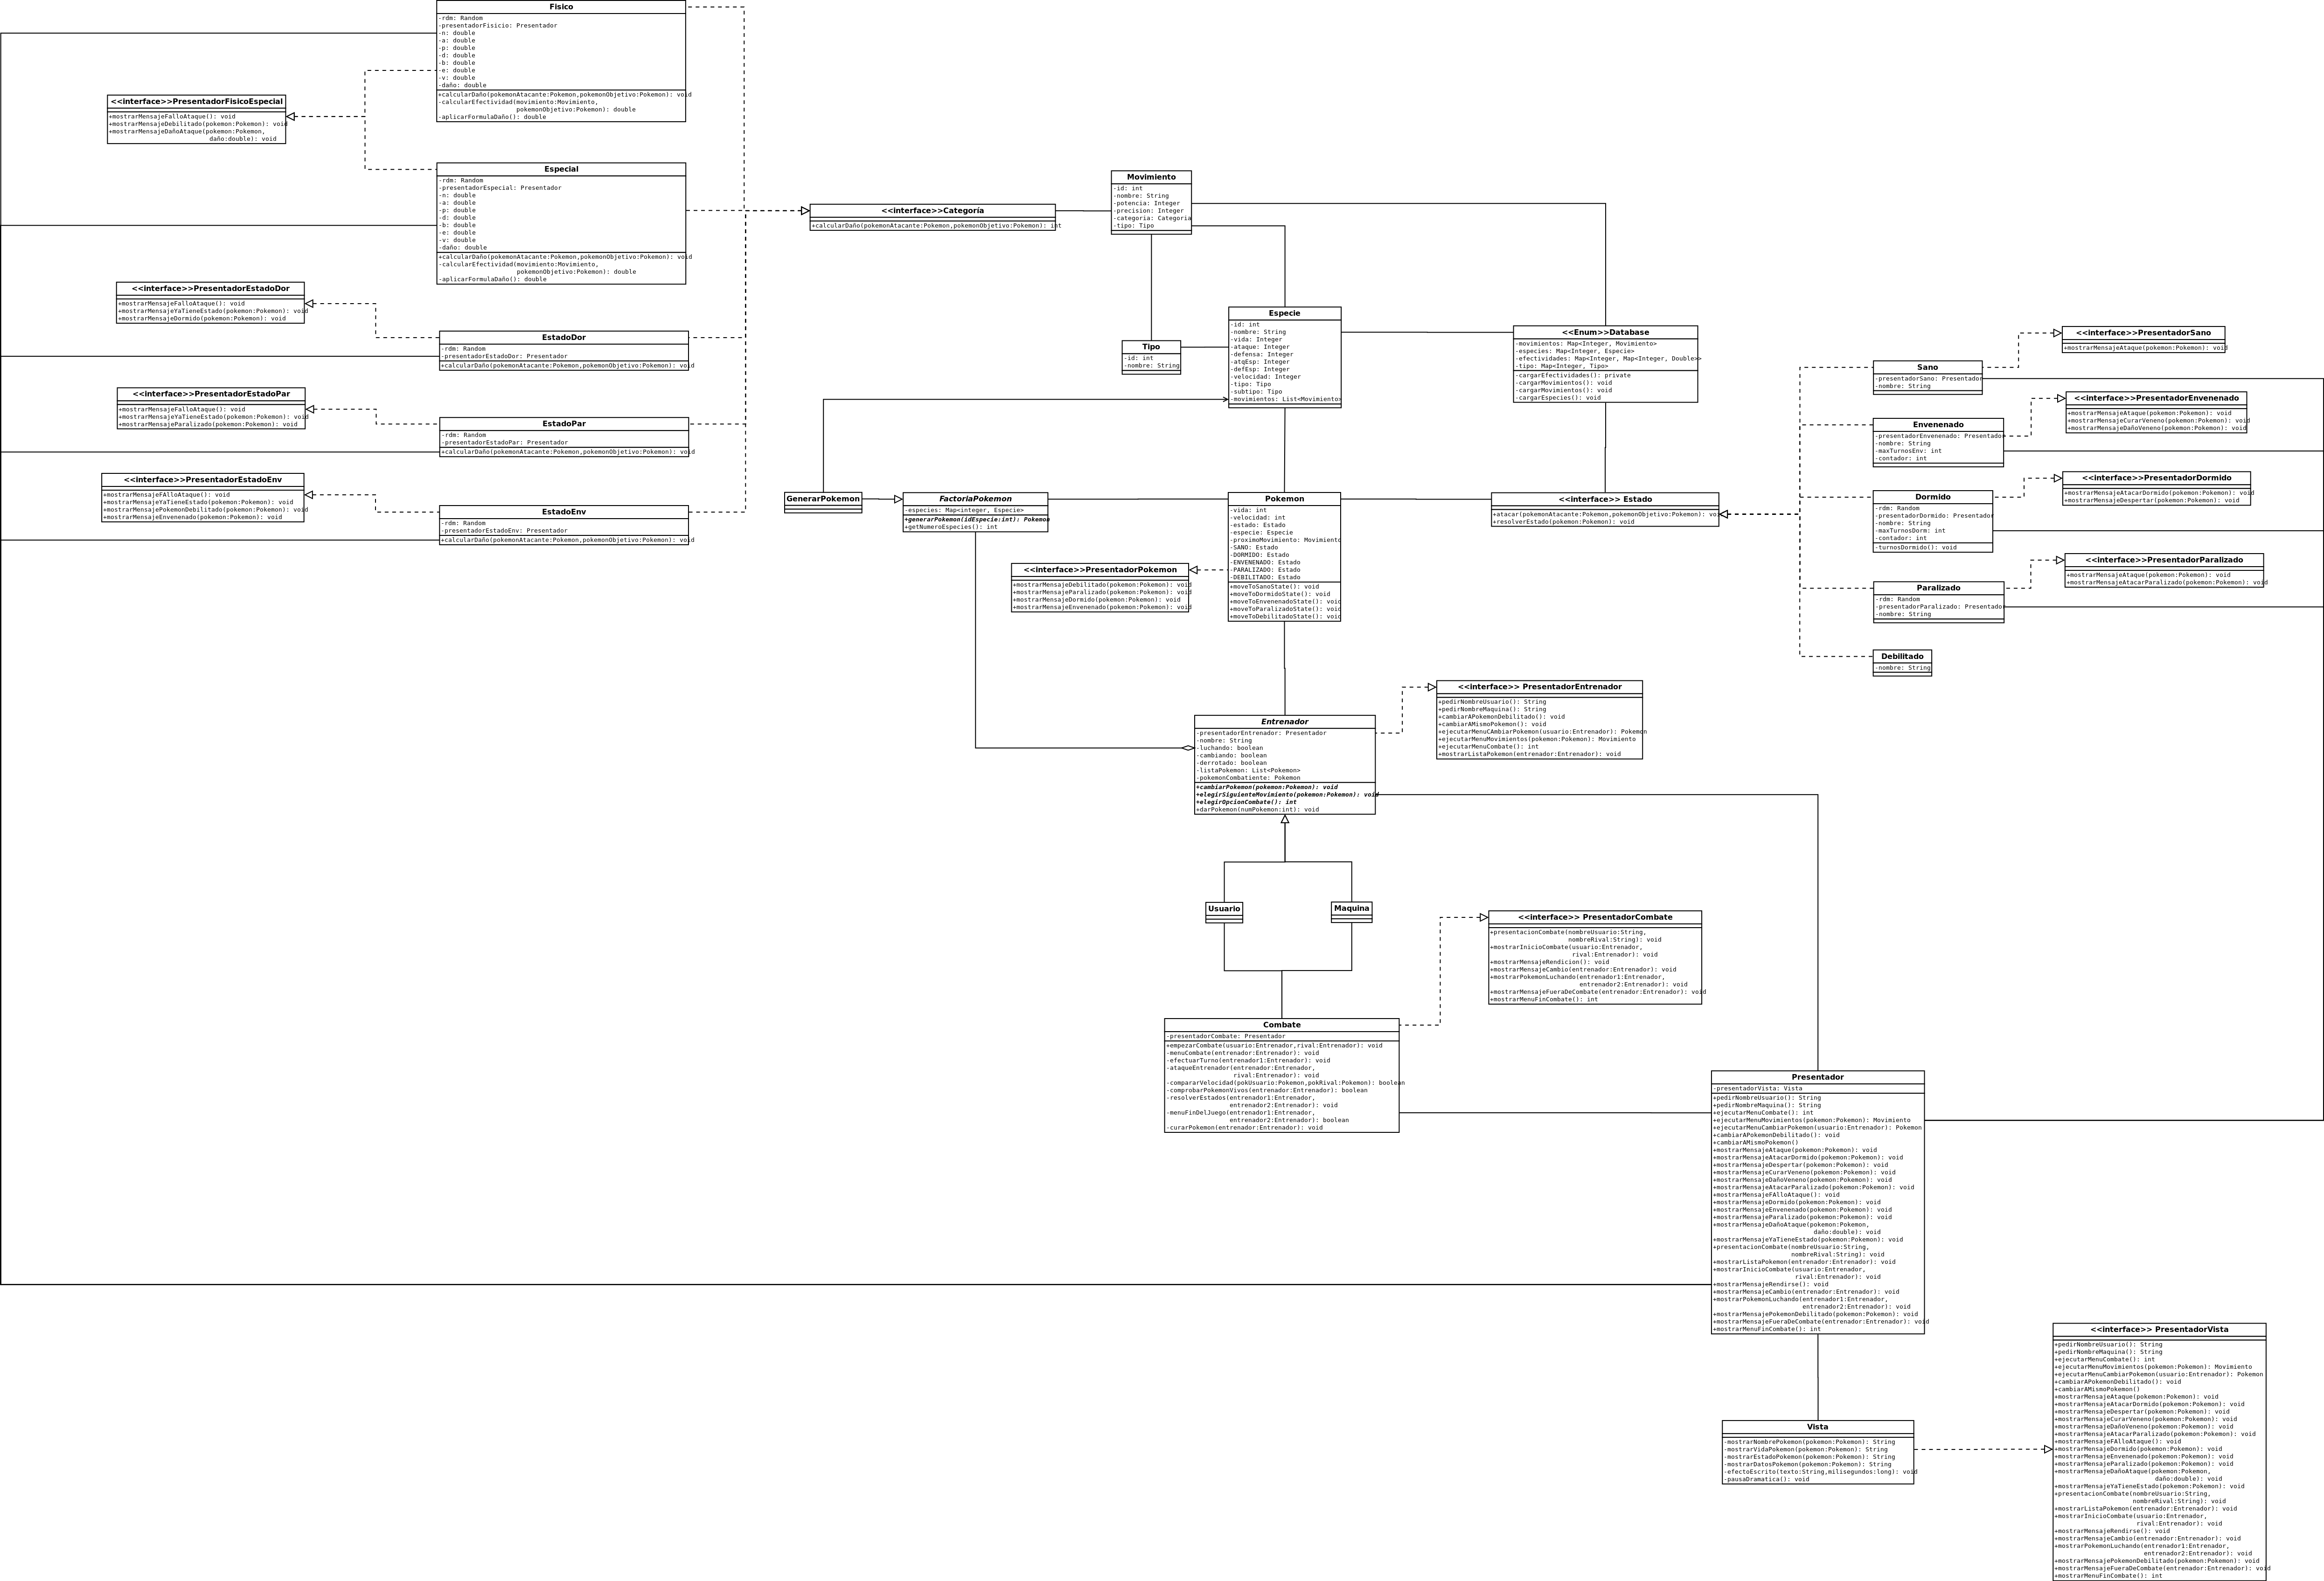 Fisico
-rdm: Random
-presentadorFisicio: Presentador
-n: double
-a: double
-p: double
-d: double
-b: double
-e: double
-v: double
-daño: double
+calcularDaño(pokemonAtacante:Pokemon,pokemonObjetivo:Pokemon): void
-calcularEfectividad(movimiento:Movimiento,
pokemonObjetivo:Pokemon): double
-aplicarFormulaDaño(): double
<<interface>>PresentadorFisicoEspecial
+mostrarMensajeFalloAtaque(): void
+mostrarMensajeDebilitado(pokemon:Pokemon): void
+mostrarMensajeDañoAtaque(pokemon:Pokemon,
daño:double): void
Especial
-rdm: Random
-presentadorEspecial: Presentador
-n: double
-a: double
-p: double
-d: double
-b: double
-e: double
-v: double
-daño: double
+calcularDaño(pokemonAtacante:Pokemon,pokemonObjetivo:Pokemon): void
-calcularEfectividad(movimiento:Movimiento,
pokemonObjetivo:Pokemon): double
-aplicarFormulaDaño(): double
<<interface>>Categoría
+calcularDaño(pokemonAtacante:Pokemon,pokemonObjetivo:Pokemon): int
Movimiento
-id: int
-nombre: String
-potencia: Integer
-precision: Integer
-categoria: Categoria
-tipo: Tipo
<<interface>>PresentadorEstadoDor
+mostrarMensajeFalloAtaque(): void
+mostrarMensajeYaTieneEstado(pokemon:Pokemon): void
+mostrarMensajeDormido(pokemon:Pokemon): void
EstadoDor
-rdm: Random
-presentadorEstadoDor: Presentador
+calcularDaño(pokemonAtacante:Pokemon,pokemonObjetivo:Pokemon): void
<<interface>>PresentadorEstadoPar
+mostrarMensajeFalloAtaque(): void
+mostrarMensajeYaTieneEstado(pokemon:Pokemon): void
+mostrarMensajeParalizado(pokemon:Pokemon): void
EstadoPar
-rdm: Random
-presentadorEstadoPar: Presentador
+calcularDaño(pokemonAtacante:Pokemon,pokemonObjetivo:Pokemon): void
<<interface>>PresentadorEstadoEnv
+mostrarMensajeFAlloAtaque(): void
+mostrarMensajeYaTieneEstado(pokemon:Pokemon): void
+mostrarMensajePokemonDebilitado(pokemon:Pokemon): void
+mostrarMensajeEnvenenado(pokemon:Pokemon): void
EstadoEnv
-rdm: Random
-presentadorEstadoEnv: Presentador
+calcularDaño(pokemonAtacante:Pokemon,pokemonObjetivo:Pokemon): void
Tipo
-id: int
-nombre: String
Especie
-id: int
-nombre: String
-vida: Integer
-ataque: Integer
-defensa: Integer
-atqEsp: Integer
-defEsp: Integer
-velocidad: Integer
-tipo: Tipo
-subtipo: Tipo
-movimientos: List<Movimiento>
<<Enum>>Database
-movimientos: Map<Integer, Movimiento>
-especies: Map<Integer, Especie>
-efectividades: Map<Integer, Map<Integer, Double>>
-tipo: Map<Integer, Tipo>
-cargarEfectividades(): private
-cargarMovimientos(): void
-cargarMovimientos(): void
-cargarEspecies(): void
Sano
-presentadorSano: Presentador
-nombre: String
<<interface>>PresentadorSano
+mostrarMensajeAtaque(pokemon:Pokemon): void
Envenenado
-presentadorEnvenenado: Presentador
-nombre: String
-maxTurnosEnv: int
-contador: int
<<interface>>PresentadorEnvenenado
+mostrarMensajeAtaque(pokemon:Pokemon): void
+mostrarMensajeCurarVeneno(pokemon:Pokemon): void
+mostrarMensajeDañoVeneno(pokemon:Pokemon): void
Dormido
-rdm: Random
-presentadorDormido: Presentador
-nombre: String
-maxTurnosDorm: int
-contador: int
-turnosDormido(): void
<<interface>>PresentadorDormido
+mostrarMensajeAtacarDormido(pokemon:Pokemon): void
+mostrarMensajeDespertar(pokemon:Pokemon): void
Paralizado
-rdm: Random
-presentadorParalizado: Presentador
-nombre: String
<<interface>>PresentadorParalizado
+mostrarMensajeAtaque(pokemon:Pokemon): void
+mostrarMensajeAtacarParalizado(pokemon:Pokemon): void
Debilitado
-nombre: String
GenerarPokemon
FactoriaPokemon
-especies: Map<integer, Especie>
+generarPokemon(idEspecie:int): Pokemon
+getNumeroEspecies(): int
Pokemon
-vida: int
-velocidad: int
-estado: Estado
-especie: Especie
-proximoMovimiento: Movimiento
-SANO: Estado
-DORMIDO: Estado
-ENVENENADO: Estado
-PARALIZADO: Estado
-DEBILITADO: Estado
+moveToSanoState(): void
+moveToDormidoState(): void
+moveToEnvenenadoState(): void
+moveToParalizadoState(): void
+moveToDebilitadoState(): void
<<interface>> Estado
+atacar(pokemonAtacante:Pokemon,pokemonObjetivo:Pokemon): void
+resolverEstado(pokemon:Pokemon): void
<<interface>>PresentadorPokemon
+mostrarMensajeDebilitado(pokemon:Pokemon): void
+mostrarMensajeParalizado(pokemon:Pokemon): void
+mostrarMensajeDormido(pokemon:Pokemon): void
+mostrarMensajeEnvenenado(pokemon:Pokemon): void
<<interface>> PresentadorEntrenador
+pedirNombreUsuario(): String
+pedirNombreMaquina(): String
+cambiarAPokemonDebilitado(): void
+cambiarAMismoPokemon(): void
+ejecutarMenuCAmbiarPokemon(usuario:Entrenador): Pokemon
+ejecutarMenuMovimientos(pokemon:Pokemon): Movimiento
+ejecutarMenuCombate(): int
+mostrarListaPokemon(entrenador:Entrenador): void
Entrenador
-presentadorEntrenador: Presentador
-nombre: String
-luchando: boolean
-cambiando: boolean
-derrotado: boolean
-listaPokemon: List<Pokemon>
-pokemonCombatiente: Pokemon
+cambiarPokemon(pokemon:Pokemon): void
+elegirSiguienteMovimiento(pokemon:Pokemon): void
+elegirOpcionCombate(): int
+darPokemon(numPokemon:int): void
Usuario
Maquina
<<interface>> PresentadorCombate
+presentacionCombate(nombreUsuario:String,
nombreRival:String): void
+mostrarInicioCombate(usuario:Entrenador,
rival:Entrenador): void
+mostrarMensajeRendicion(): void
+mostrarMensajeCambio(entrenador:Entrenador): void
+mostrarPokemonLuchando(entrenador1:Entrenador,
entrenador2:Entrenador): void
+mostrarMensajeFueraDeCombate(entrenador:Entrenador): void
+mostrarMenuFinCombate(): int
Combate
-presentadorCombate: Presentador
+empezarCombate(usuario:Entrenador,rival:Entrenador): void
-menuCombate(entrenador:Entrenador): void
-efectuarTurno(entrenador1:Entrenador): void
-ataqueEntrenador(entrenador:Entrenador,
rival:Entrenador): void
-compararVelocidad(pokUsuario:Pokemon,pokRival:Pokemon): boolean
-comprobarPokemonVivos(entrenador:Entrenador): boolean
-resolverEstados(entrenador1:Entrenador,
entrenador2:Entrenador): void
-menuFinDelJuego(entrenador1:Entrenador,
entrenador2:Entrenador): boolean
-curarPokemon(entrenador:Entrenador): void
Presentador
-presentadorVista: Vista
+pedirNombreUsuario(): String
+pedirNombreMaquina(): String
+ejecutarMenuCombate(): int
+ejecutarMenuMovimientos(pokemon:Pokemon): Movimiento
+ejecutarMenuCambiarPokemon(usuario:Entrenador): Pokemon
+cambiarAPokemonDebilitado(): void
+cambiarAMismoPokemon()
+mostrarMensajeAtaque(pokemon:Pokemon): void
+mostrarMensajeAtacarDormido(pokemon:Pokemon): void
+mostrarMensajeDespertar(pokemon:Pokemon): void
+mostrarMensajeCurarVeneno(pokemon:Pokemon): void
+mostrarMensajeDañoVeneno(pokemon:Pokemon): void
+mostrarMensajeAtacarParalizado(pokemon:Pokemon): void
+mostrarMensajeFAlloAtaque(): void
+mostrarMensajeDormido(pokemon:Pokemon): void
+mostrarMensajeEnvenenado(pokemon:Pokemon): void
+mostrarMensajeParalizado(pokemon:Pokemon): void
+mostrarMensajeDañoAtaque(pokemon:Pokemon,
daño:double): void
+mostrarMensajeYaTieneEstado(pokemon:Pokemon): void
+presentacionCombate(nombreUsuario:String,
nombreRival:String): void
+mostrarListaPokemon(entrenador:Entrenador): void
+mostrarInicioCombate(usuario:Entrenador,
rival:Entrenador): void
+mostrarMensajeRendirse(): void
+mostrarMensajeCambio(entrenador:Entrenador): void
+mostrarPokemonLuchando(entrenador1:Entrenador,
entrenador2:Entrenador): void
+mostrarMensajePokemonDebilitado(pokemon:Pokemon): void
+mostrarMensajeFueraDeCombate(entrenador:Entrenador): void
+mostrarMenuFinCombate(): int
Vista
-mostrarNombrePokemon(pokemon:Pokemon): String
-mostrarVidaPokemon(pokemon:Pokemon): String
-mostrarEstadoPokemon(pokemon:Pokemon): String
-mostrarDatosPokemon(pokemon:Pokemon): String
-efectoEscrito(texto:String,milisegundos:long): void
-pausaDramatica(): void
<<interface>> PresentadorVista
+pedirNombreUsuario(): String
+pedirNombreMaquina(): String
+ejecutarMenuCombate(): int
+ejecutarMenuMovimientos(pokemon:Pokemon): Movimiento
+ejecutarMenuCambiarPokemon(usuario:Entrenador): Pokemon
+cambiarAPokemonDebilitado(): void
+cambiarAMismoPokemon()
+mostrarMensajeAtaque(pokemon:Pokemon): void
+mostrarMensajeAtacarDormido(pokemon:Pokemon): void
+mostrarMensajeDespertar(pokemon:Pokemon): void
+mostrarMensajeCurarVeneno(pokemon:Pokemon): void
+mostrarMensajeDañoVeneno(pokemon:Pokemon): void
+mostrarMensajeAtacarParalizado(pokemon:Pokemon): void
+mostrarMensajeFAlloAtaque(): void
+mostrarMensajeDormido(pokemon:Pokemon): void
+mostrarMensajeEnvenenado(pokemon:Pokemon): void
+mostrarMensajeParalizado(pokemon:Pokemon): void
+mostrarMensajeDañoAtaque(pokemon:Pokemon,
daño:double): void
+mostrarMensajeYaTieneEstado(pokemon:Pokemon): void
+presentacionCombate(nombreUsuario:String,
nombreRival:String): void
+mostrarListaPokemon(entrenador:Entrenador): void
+mostrarInicioCombate(usuario:Entrenador,
rival:Entrenador): void
+mostrarMensajeRendirse(): void
+mostrarMensajeCambio(entrenador:Entrenador): void
+mostrarPokemonLuchando(entrenador1:Entrenador,
entrenador2:Entrenador): void
+mostrarMensajePokemonDebilitado(pokemon:Pokemon): void
+mostrarMensajeFueraDeCombate(entrenador:Entrenador): void
+mostrarMenuFinCombate(): int